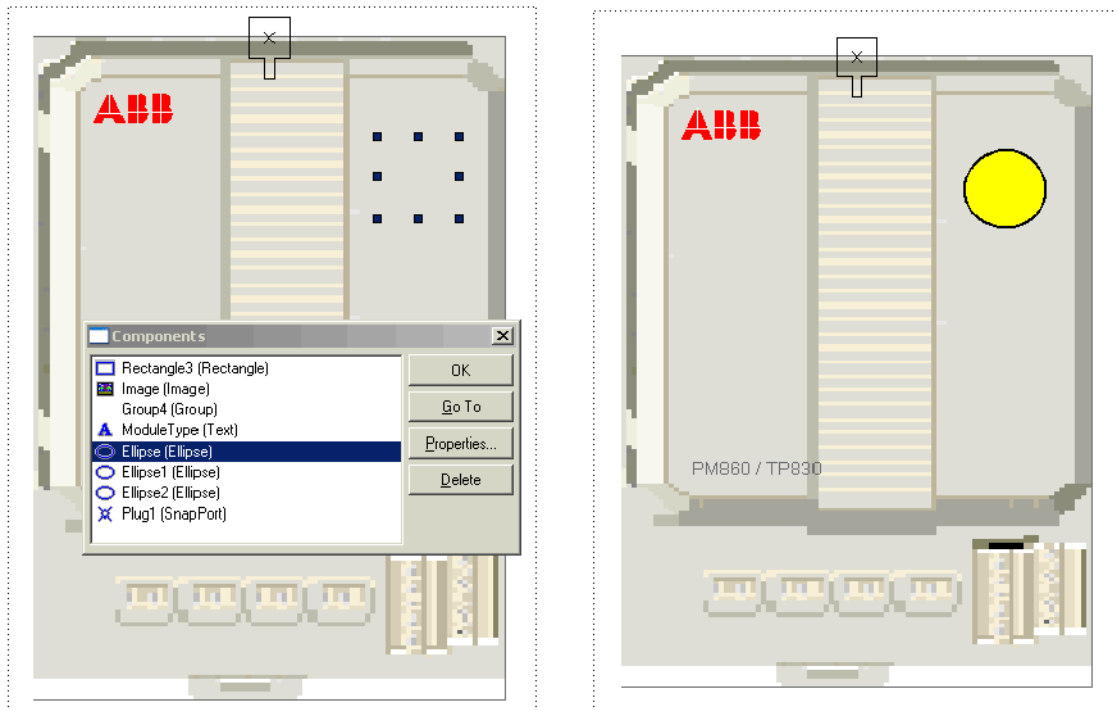 ABB
Components
Rectangle3 (Rectangle)
Image (Image)
Group4 (Group)
A ModuleType (Text)
Ellipse (Ellipse)
Ellipse1 (Ellipse)
Ellipse2 (Ellipse)
Plug1 (SnapPort)
OK
Go To
Properties...
Delete
ABB
PM860 / TP830